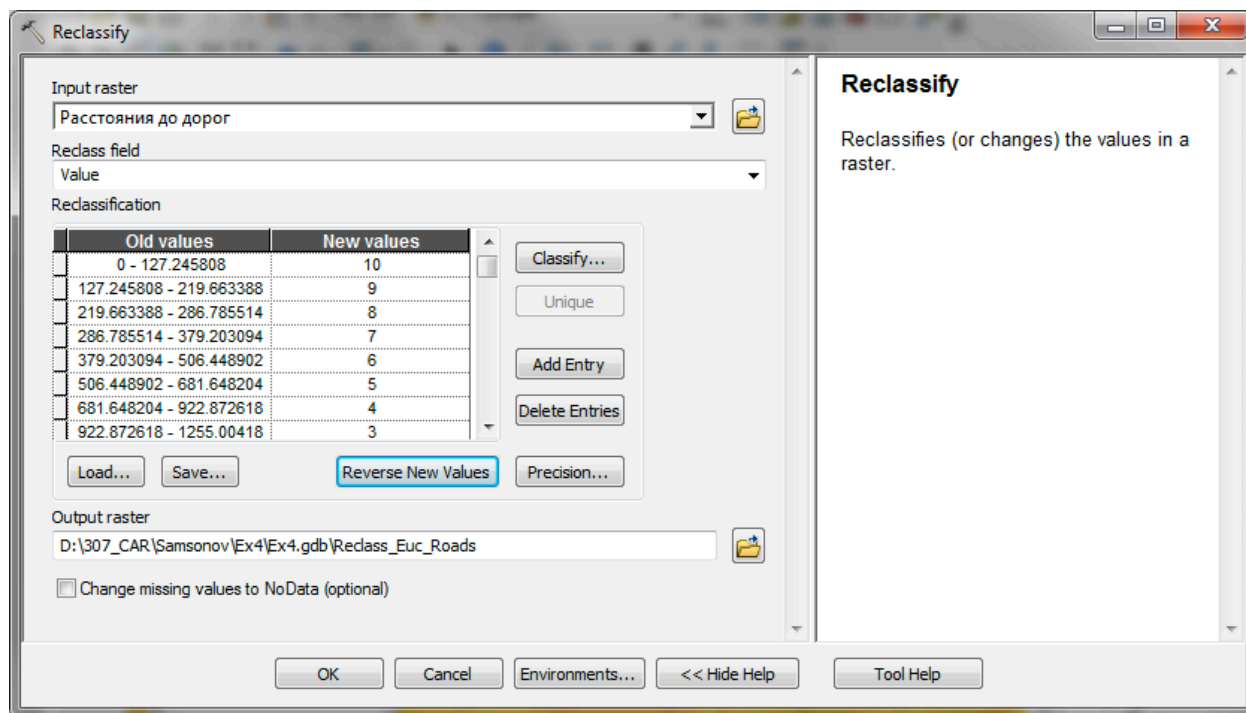 Reclassify
Input raster
Расстояния до дорог
Reclass field
Value
Reclassification
Old values New values
0 - 127.245808 10
127.245808 - 219.663388 9
219.663388 - 286.785514 8
286.785514 - 379.203094 7
379.203094 - 506.448902 6
506.448902 - 681.648204 5
681.648204 - 922.872618 4
922.872618 - 1255.00418 3
Classify...
Unique
Add Entry
Delete Entries
Load... Save... Reverse New Values Precision...
Output raster
D:\307_CAR\Samsonov\Ex4\Ex4.gdb\Reclass_Euc_Roads
Change missing values to NoData (optional)
OK Cancel Environments... << Hide Help Tool Help
Reclassify
Reclassifies (or changes) the values in a
raster.